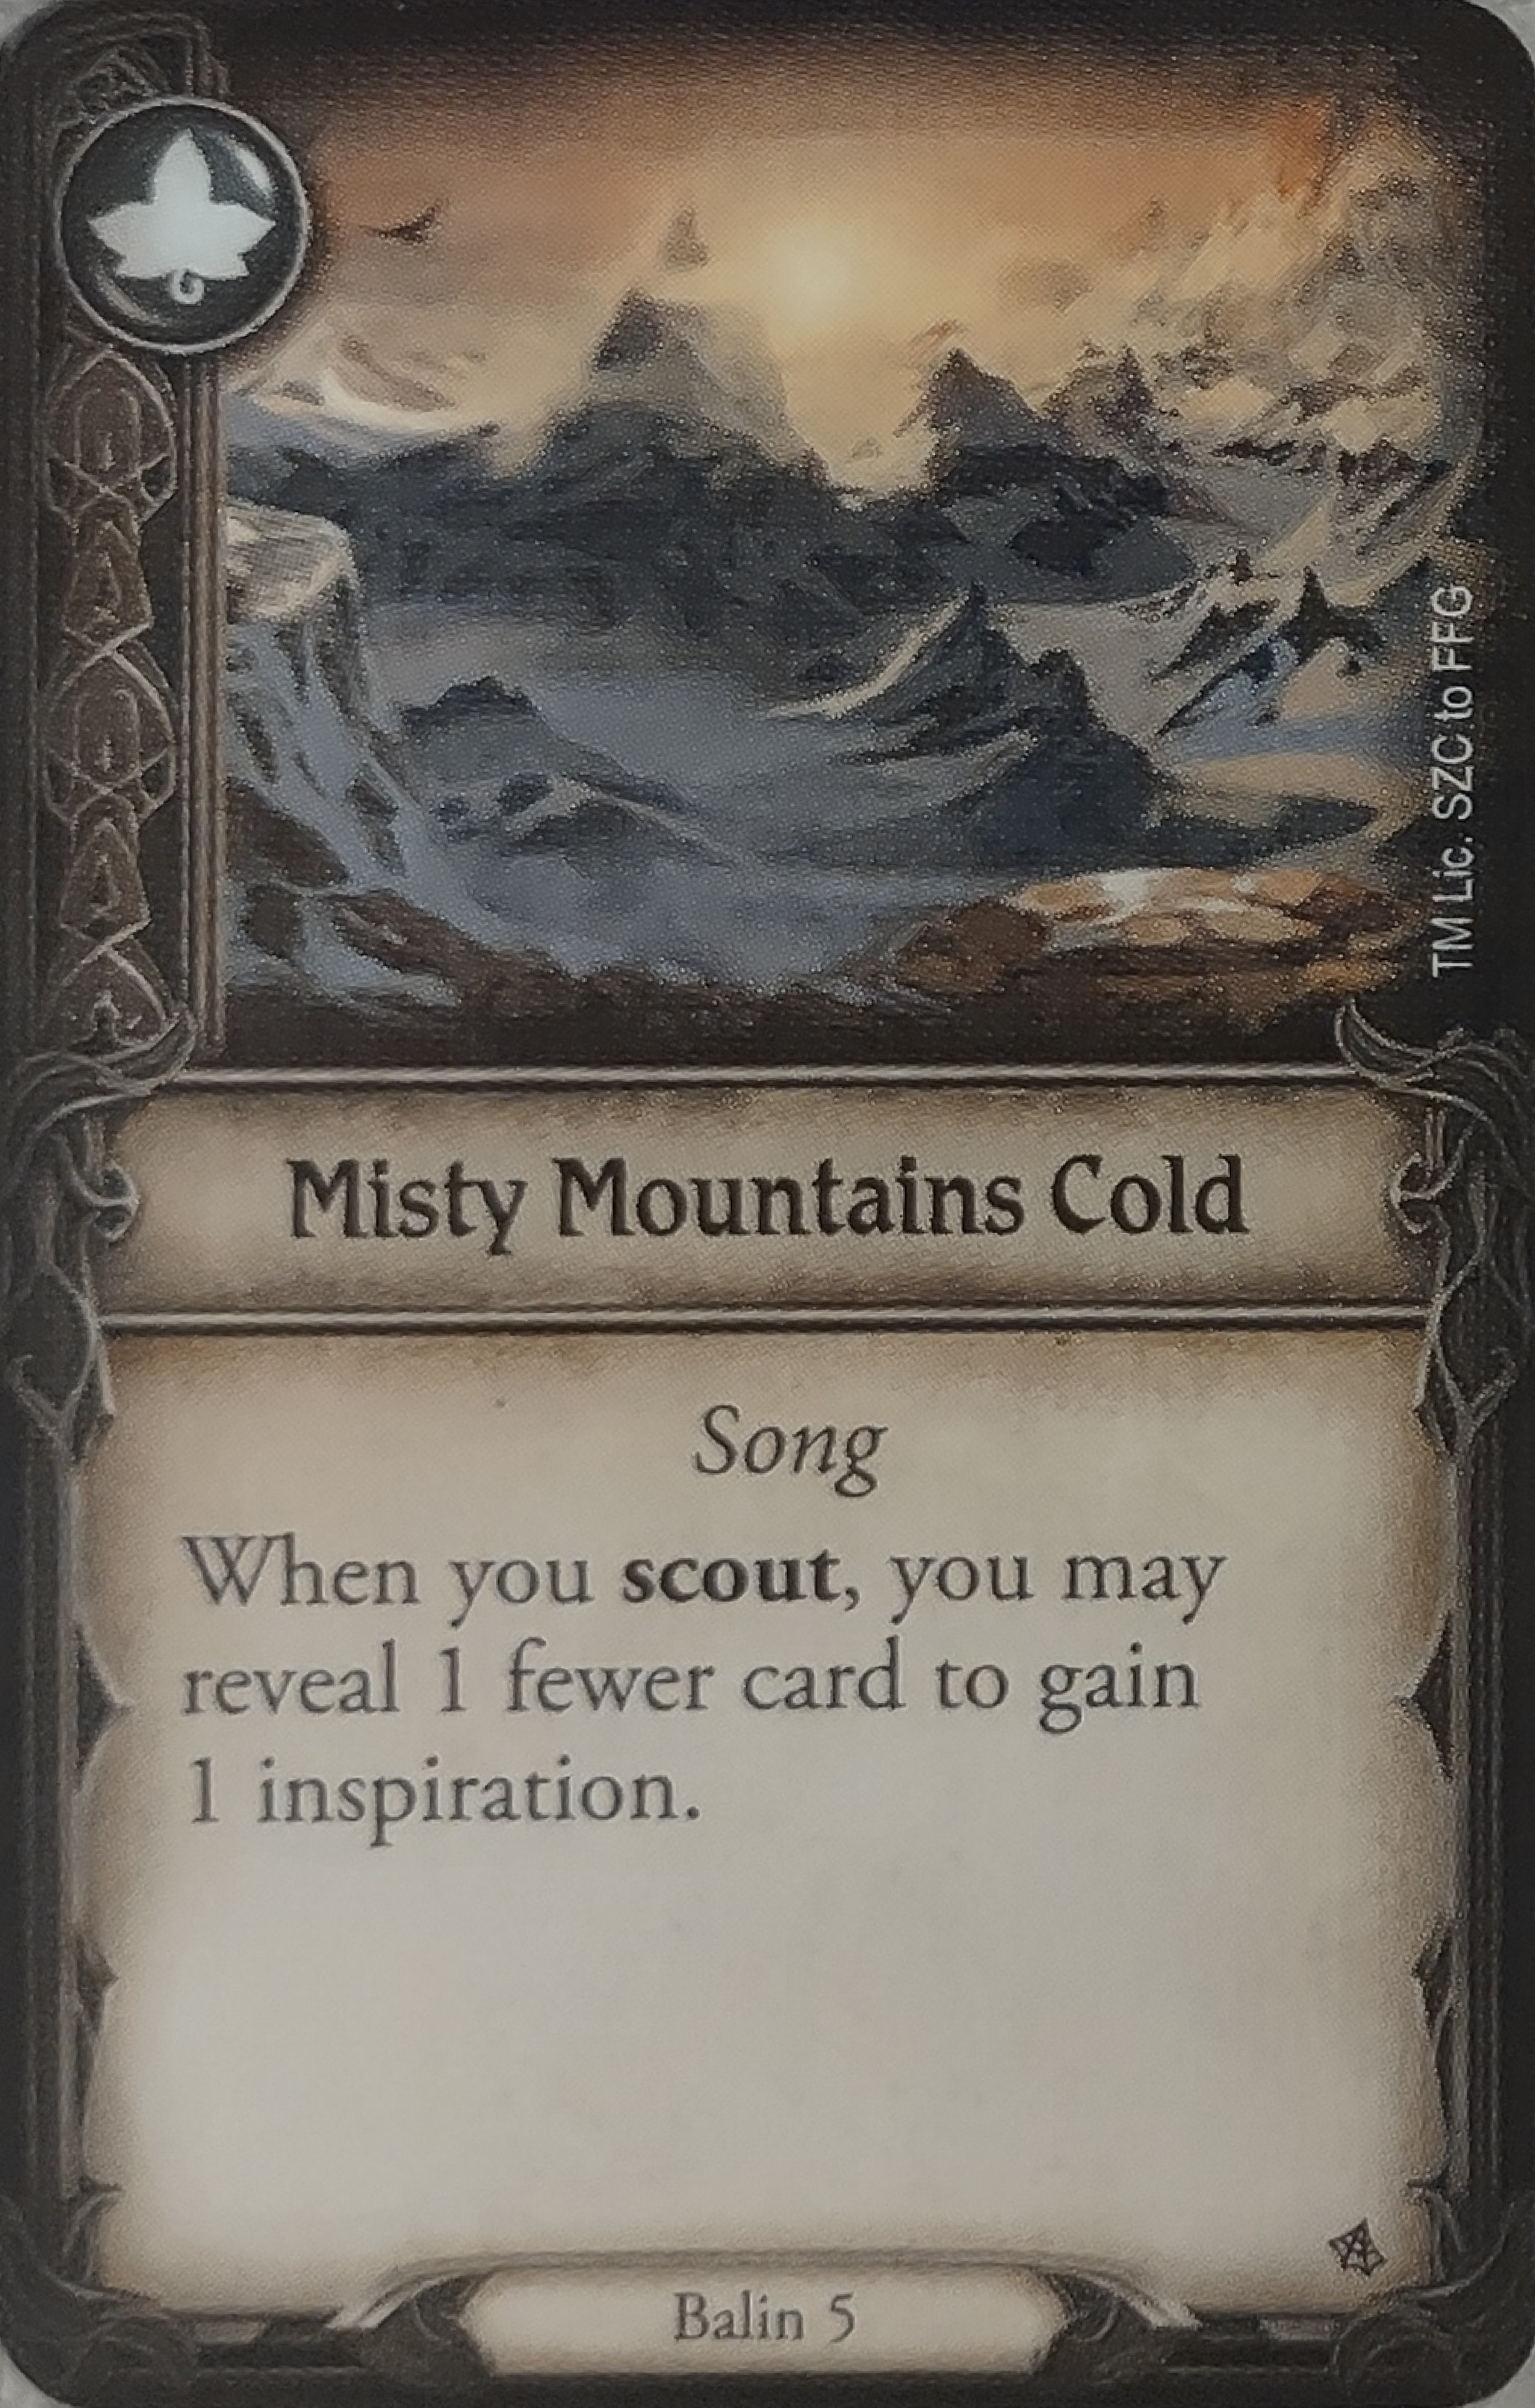 TM Lic. SZC to FFG
Misty Mountains Cold
Song
When you scout, you may
reveal 1 fewer card to gain
1 inspiration.
Balin 5